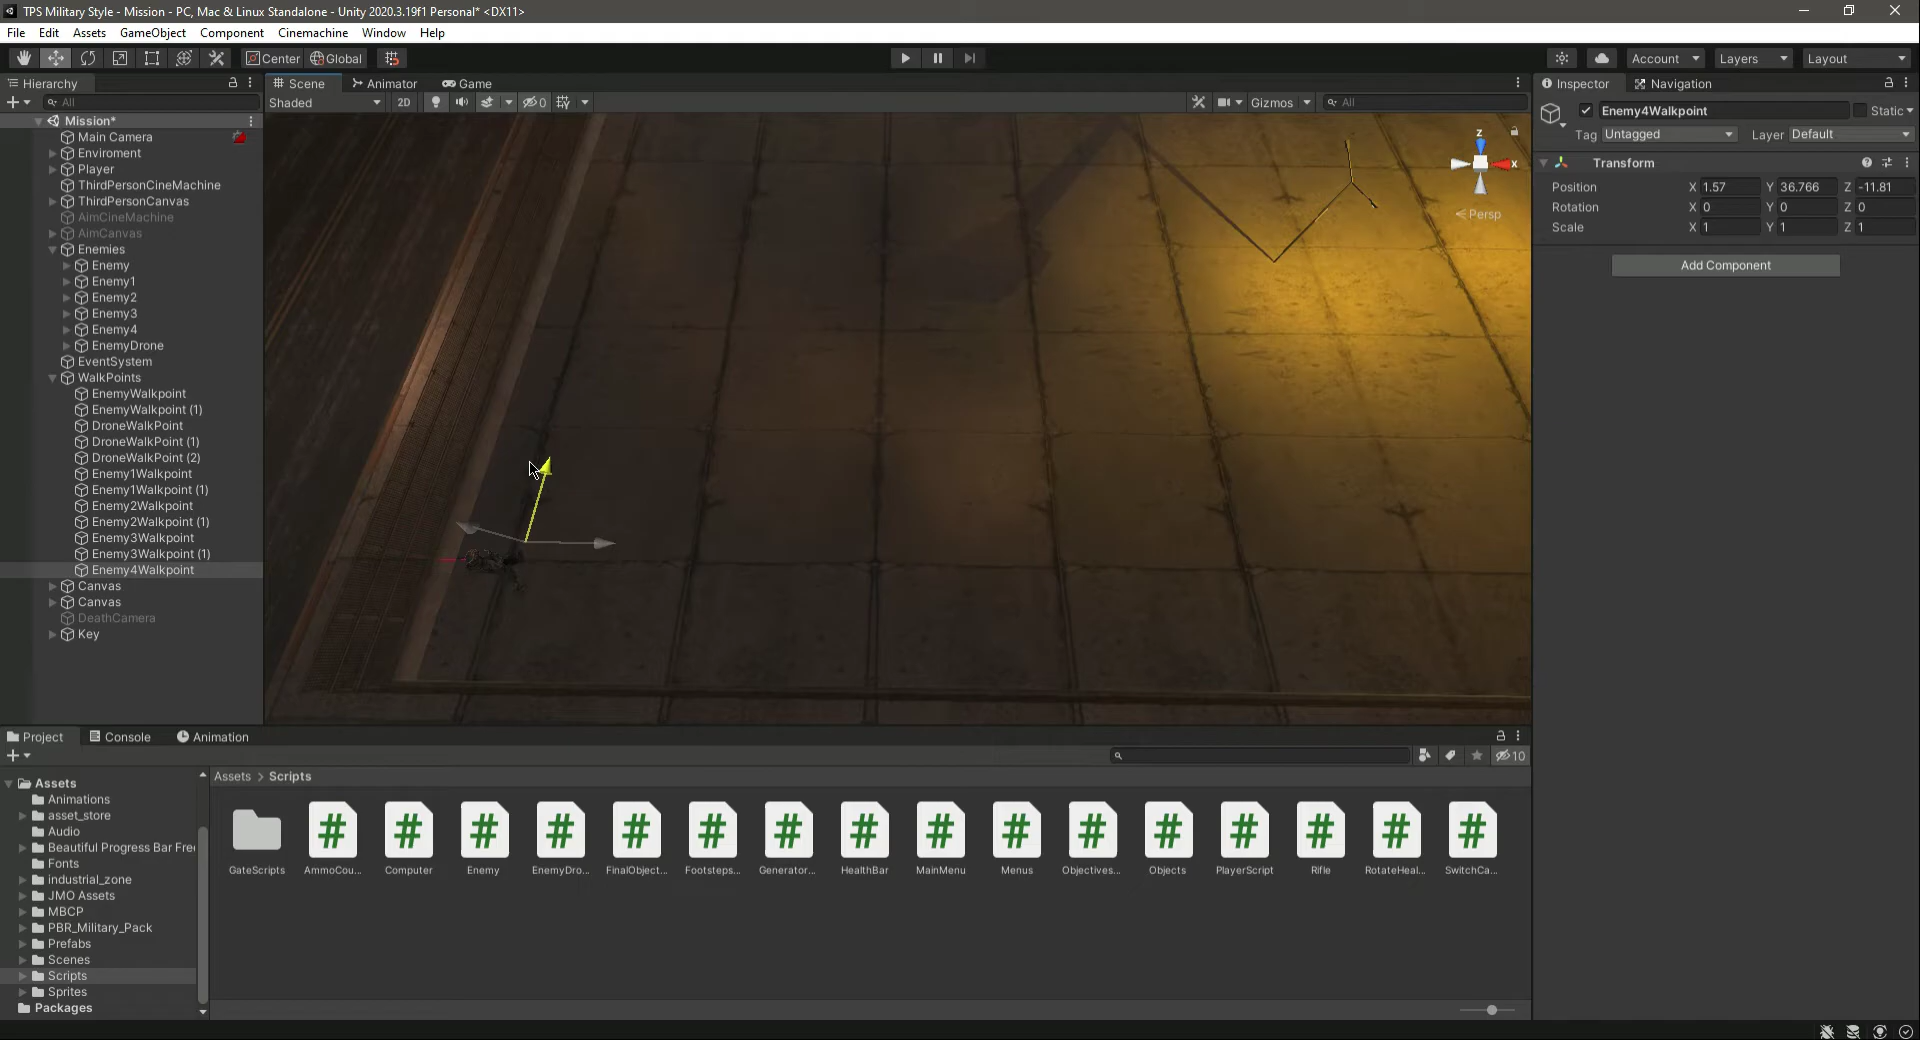 TPS Military Style - Mission - PC, Mac & Linux Standalone - Unity 2020.3.19f1 Personal* <DX11>
File Edit Assets GameObject Component Cinemachine Window Help
Center Global Account Layers Layout
Hierarchy Scene Animator Game Inspector Navigation
All Shaded 2D 0 Gizmos All
Enemy4Walkpoint Static
Tag Untagged Layer Default
Transform
Position X 1.57 Y 36.766 Z -11.81
Rotation X 0 Y 0 Z 0
Scale X 1 Y 1 Z 1
Add Component
z
x
Persp
Mission*
Main Camera
Enviroment
Player
ThirdPersonCineMachine
ThirdPersonCanvas
AimCineMachine
AimCanvas
Enemies
Enemy
Enemy1
Enemy2
Enemy3
Enemy4
EnemyDrone
EventSystem
WalkPoints
EnemyWalkpoint
EnemyWalkpoint (1)
DroneWalkPoint
DroneWalkPoint (1)
DroneWalkPoint (2)
Enemy1Walkpoint
Enemy1Walkpoint (1)
Enemy2Walkpoint
Enemy2Walkpoint (1)
Enemy3Walkpoint
Enemy3Walkpoint (1)
Enemy4Walkpoint
Canvas
Canvas
DeathCamera
Key
Project Console Animation
10
Assets
Animations
asset_store
Audio
Beautiful Progress Bar Fre
Fonts
industrial_zone
JMO Assets
MBCP
PBR_Military_Pack
Prefabs
Scenes
Scripts
Sprites
Packages
Assets > Scripts
# # # # # # # # # # # # # # # #
GateScripts AmmoCou... Computer Enemy EnemyDro... FinalObject... Footsteps... Generator... HealthBar MainMenu Menus Objectives... Objects PlayerScript Rifle RotateHeal... SwitchCa...